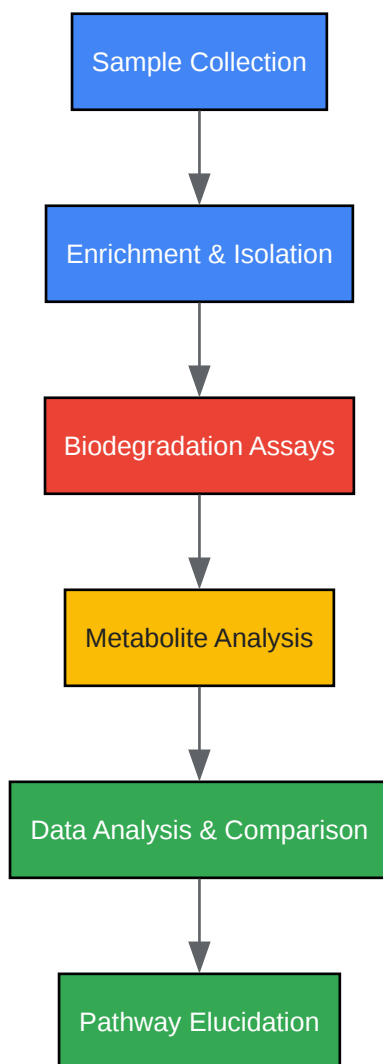 Sample Collection
Enrichment & Isolation
Biodegradation Assays
Metabolite Analysis
Data Analysis & Comparison
Pathway Elucidation